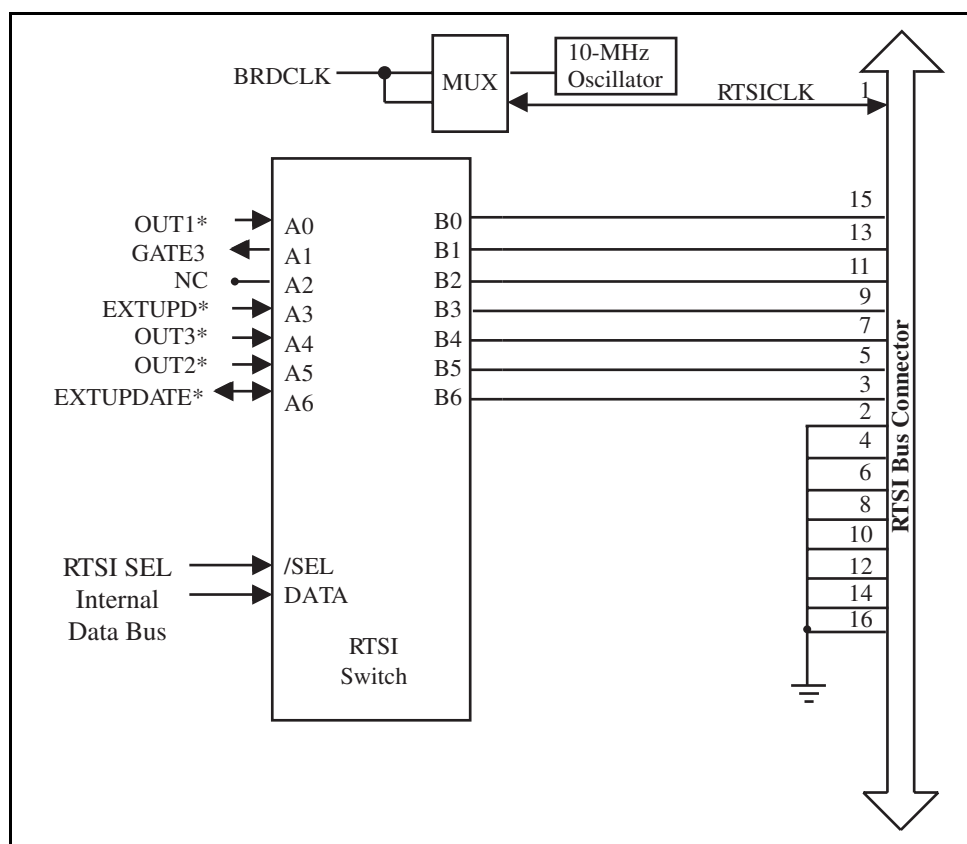 BRDCLK
MUX
10-MHz
Oscillator
RTSICLK
1
OUT1*
A0
B0
15
GATE3
A1
B1
13
NC
A2
B2
11
EXTUPD*
A3
B3
9
OUT3*
A4
B4
7
OUT2*
A5
B5
5
EXTUPDATE*
A6
B6
3
2
4
6
8
10
12
14
16
RTSI Bus Connector
RTSI SEL
/SEL
Internal
Data Bus
DATA
RTSI
Switch